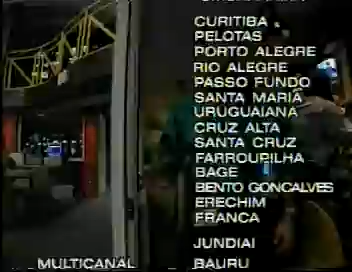 CURITIBA
PELOTAS
PORTO ALEGRE
RIO ALEGRE
PASSO FUNDO
SANTA MARIA
URUGUAIANA
CRUZ ALTA
SANTA CRUZ
FARROUPILHA
BAGE
BENTO GONCALVES
ERECHIM
FRANCA
JUNDIAI
MULTICANAL BAURU